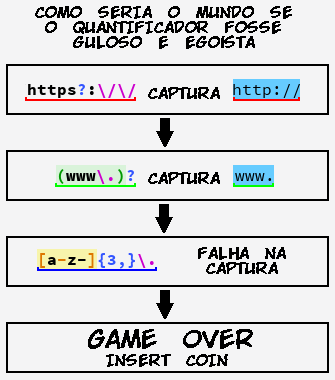 COMO SERIA O MUNDO SE
O QUANTIFICADOR FOSSE
GULOSO E EGOISTA
https?:\/\/ CAPTURA http://
(www\.)? CAPTURA www.
[a-z-]{3,}\. FALHA NA
CAPTURA
GAME OVER
INSERT COIN